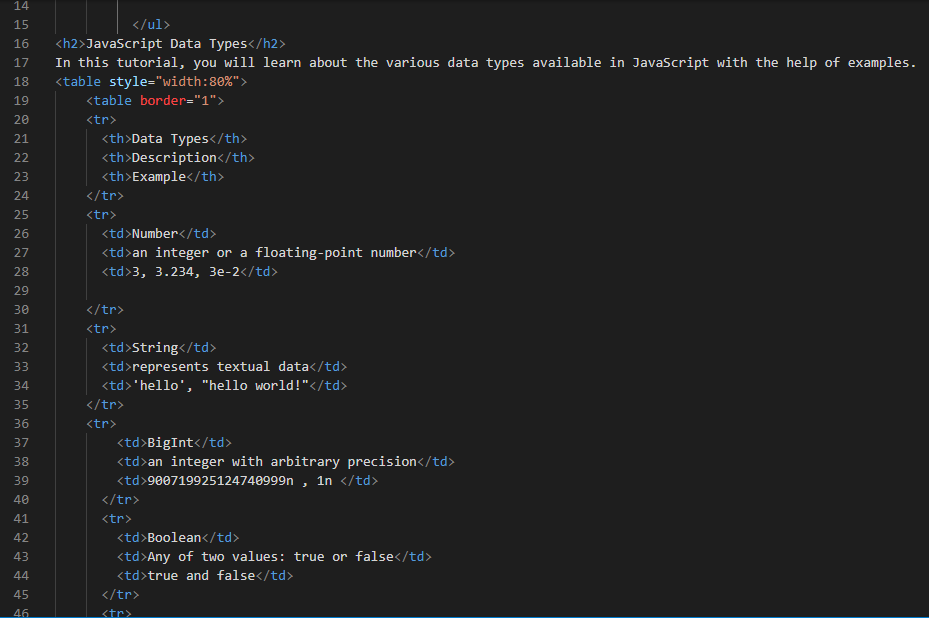 14
15 </ul>
16 <h2>JavaScript Data Types</h2>
17 In this tutorial, you will learn about the various data types available in JavaScript with the help of examples.
18 <table style="width:80%">
19 <table border="1">
20 <tr>
21 <th>Data Types</th>
22 <th>Description</th>
23 <th>Example</th>
24 </tr>
25 <tr>
26 <td>Number</td>
27 <td>an integer or a floating-point number</td>
28 <td>3, 3.234, 3e-2</td>
29
30 </tr>
31 <tr>
32 <td>String</td>
33 <td>represents textual data</td>
34 <td>'hello', "hello world!"</td>
35 </tr>
36 <tr>
37 <td>BigInt</td>
38 <td>an integer with arbitrary precision</td>
39 <td>900719925124740999n , 1n </td>
40 </tr>
41 <tr>
42 <td>Boolean</td>
43 <td>Any of two values: true or false</td>
44 <td>true and false</td>
45 </tr>
46 <tr>